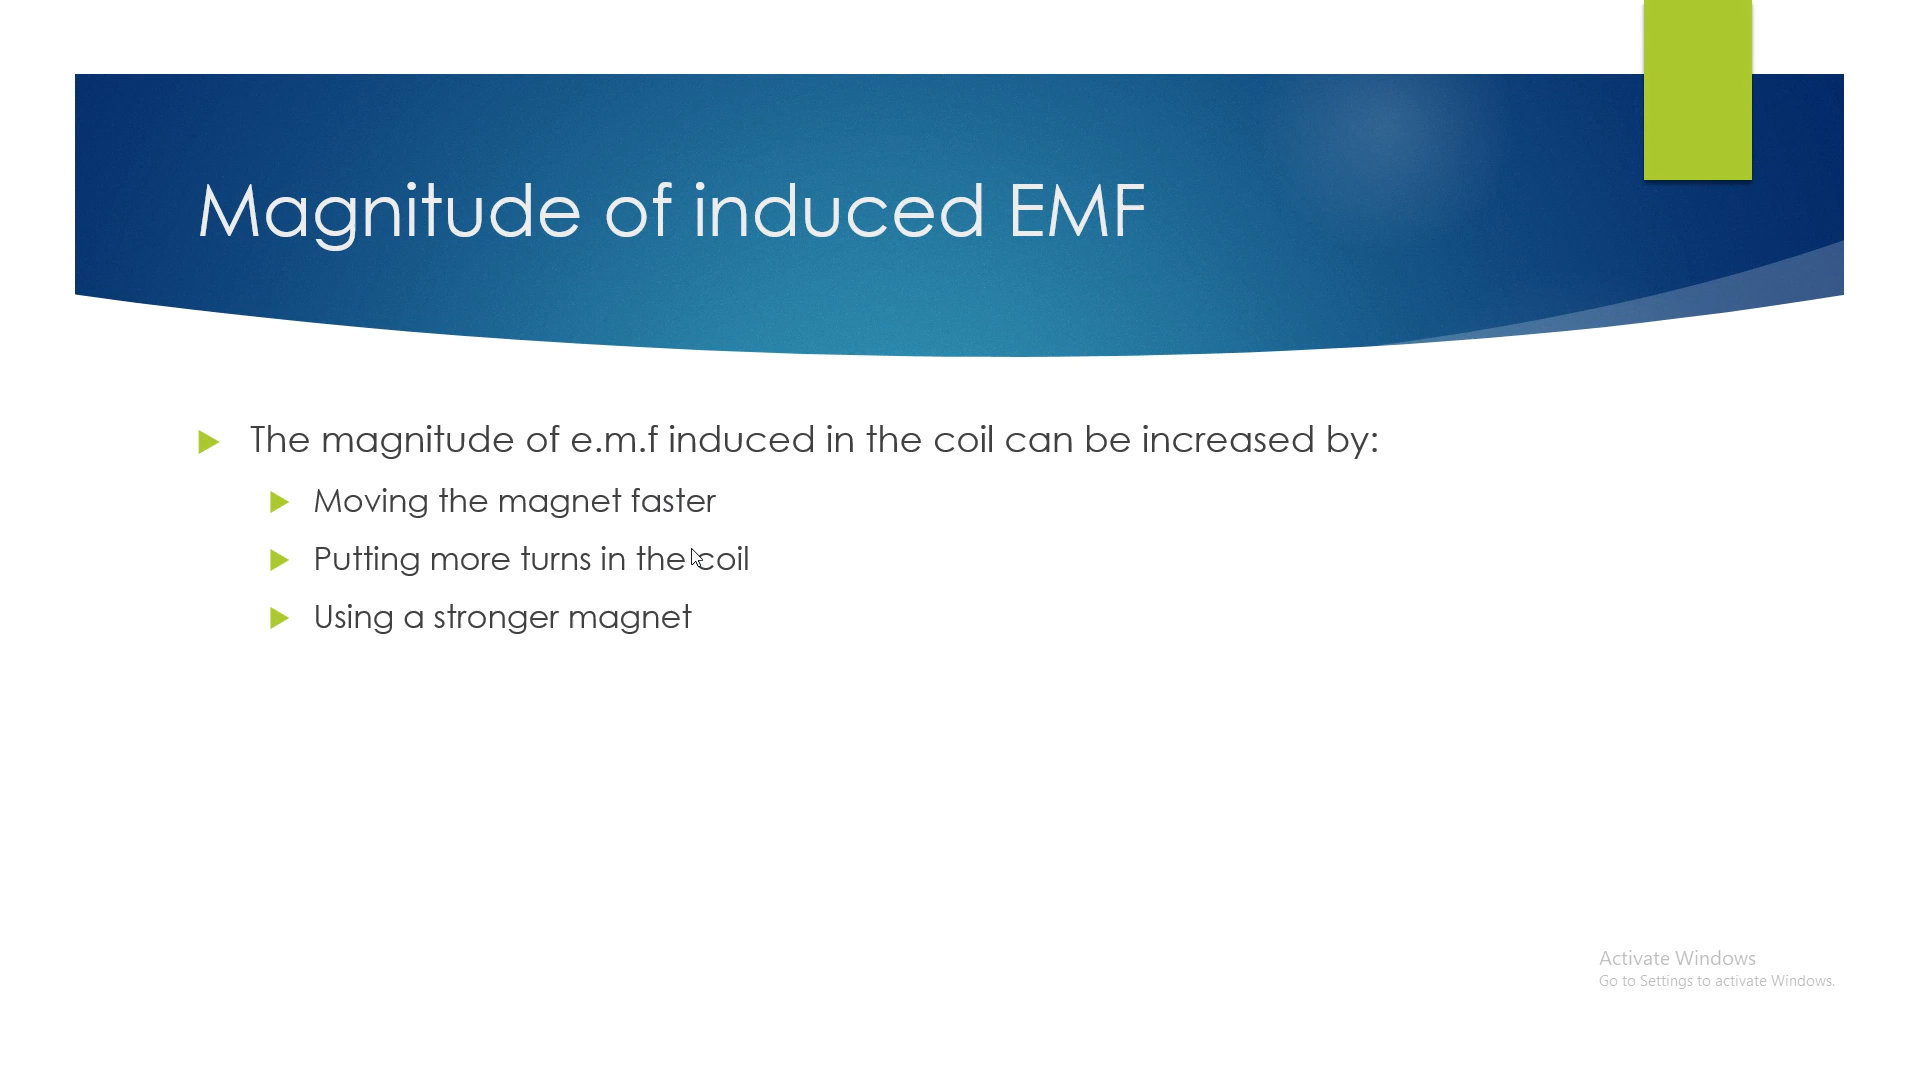 Magnitude of induced EMF
The magnitude of e.m.f induced in the coil can be increased by:
Moving the magnet faster
Putting more turns in the coil
Using a stronger magnet
Activate Windows
Go to Settings to activate Windows.